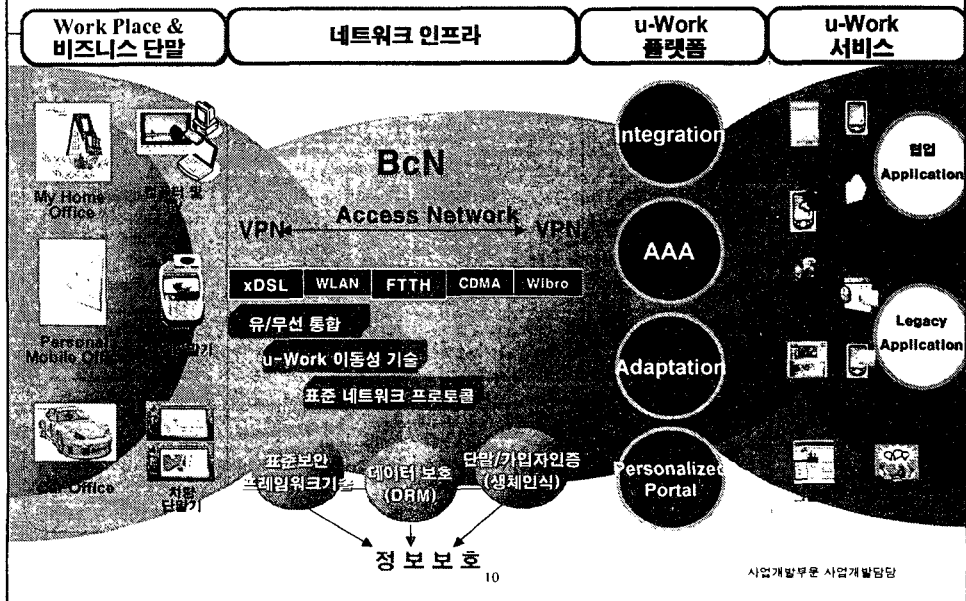 Work Place &
비즈니스 단말
네트워크 인프라
u-Work
플랫폼
u-Work
서비스
BcN
Access Network
VPN
VPN
xDSL
WLAN
FTTH
CDMA
Wibro
유/무선 통합
u-Work 이동성 기술
표준 네트워크 프로토콜
표준보안
프레임워크기술
데이터 보호
(DRM)
단말/가입자인증
(생체인식)
정 보 보 호
My Home
Office
컴퓨터 및
Personal
Mobile
Car Office
차량
단말기
Integration
AAA
Adaptation
Personalized
Portal
협업
Application
Legacy
Application
10
사업개발부문 사업개발담당